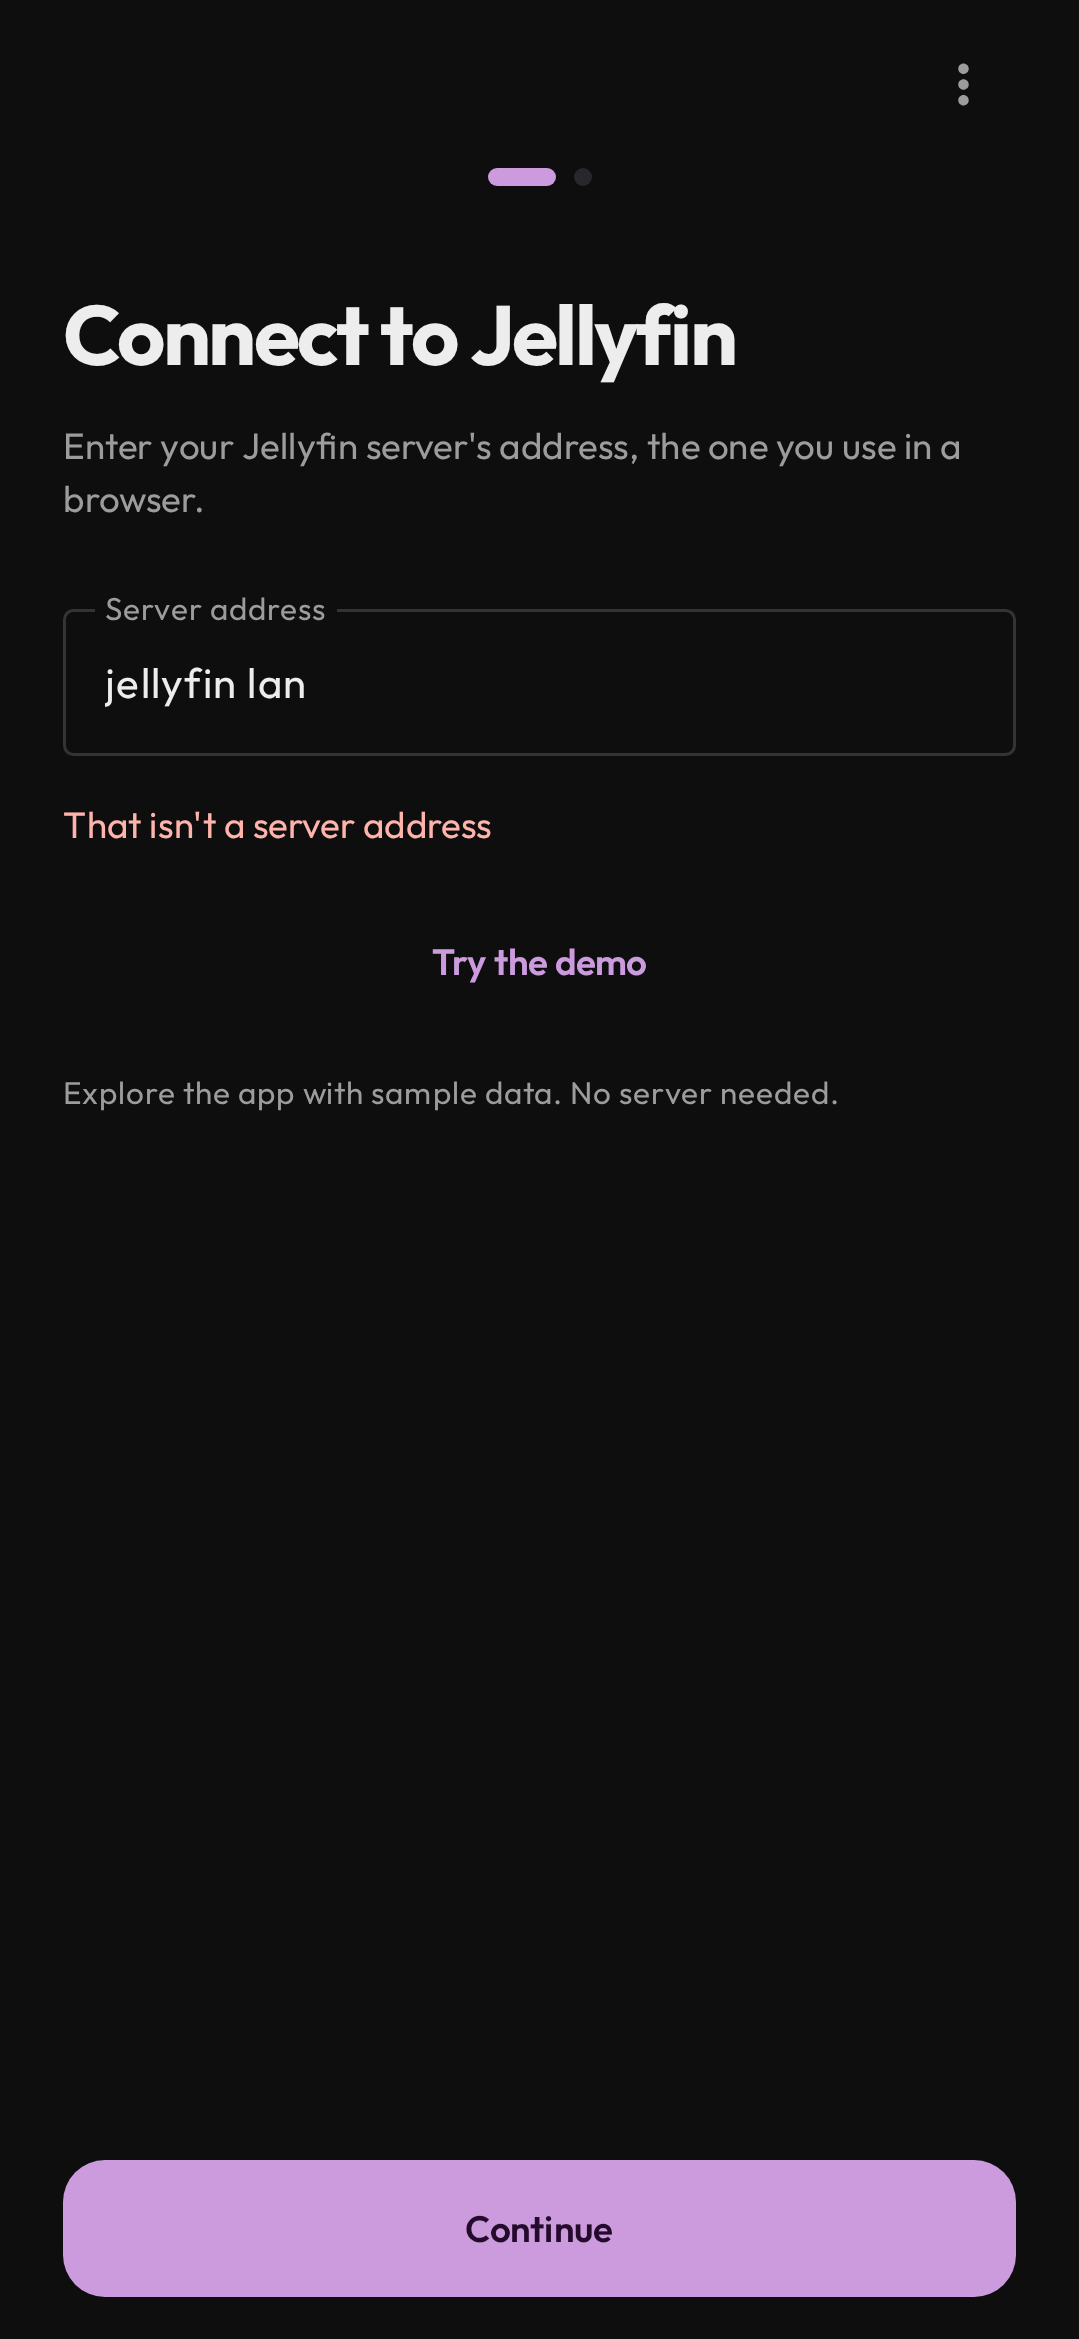 Connect to Jellyfin
Enter your Jellyfin server's address, the one you use in a
browser.
Server address
jellyfin lan
That isn't a server address
Try the demo
Explore the app with sample data. No server needed.
Continue